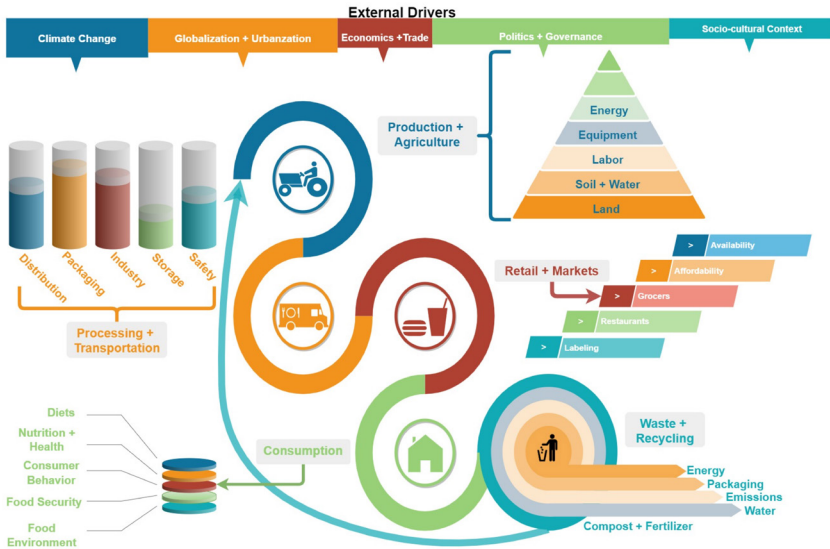 External Drivers
Climate Change
Globalization + Urbanzation
Economics +Trade
Politics + Governance
Socio-cultural Context
Production +
Agriculture
Energy
Equipment
Labor
Soil + Water
Land
Distribution
Packaging
Industry
Storage
Safety
Processing +
Transportation
Retail + Markets
> Availability
> Affordability
> Grocers
> Restaurants
> Labeling
Diets
Nutrition +
Health
Consumer
Behavior
Food Security
Food
Environment
Consumption
Waste +
Recycling
Energy
Packaging
Emissions
Water
Compost + Fertilizer